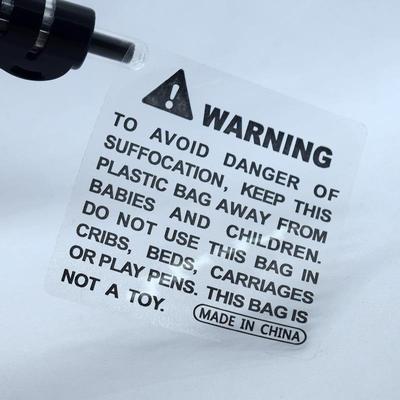 WARNING
TO AVOID DANGER OF
SUFFOCATION, KEEP THIS
PLASTIC BAG AWAY FROM
BABIES AND CHILDREN.
DO NOT USE THIS BAG IN
CRIBS, BEDS, CARRIAGES
OR PLAY PENS. THIS BAG IS
NOT A TOY. MADE IN CHINA